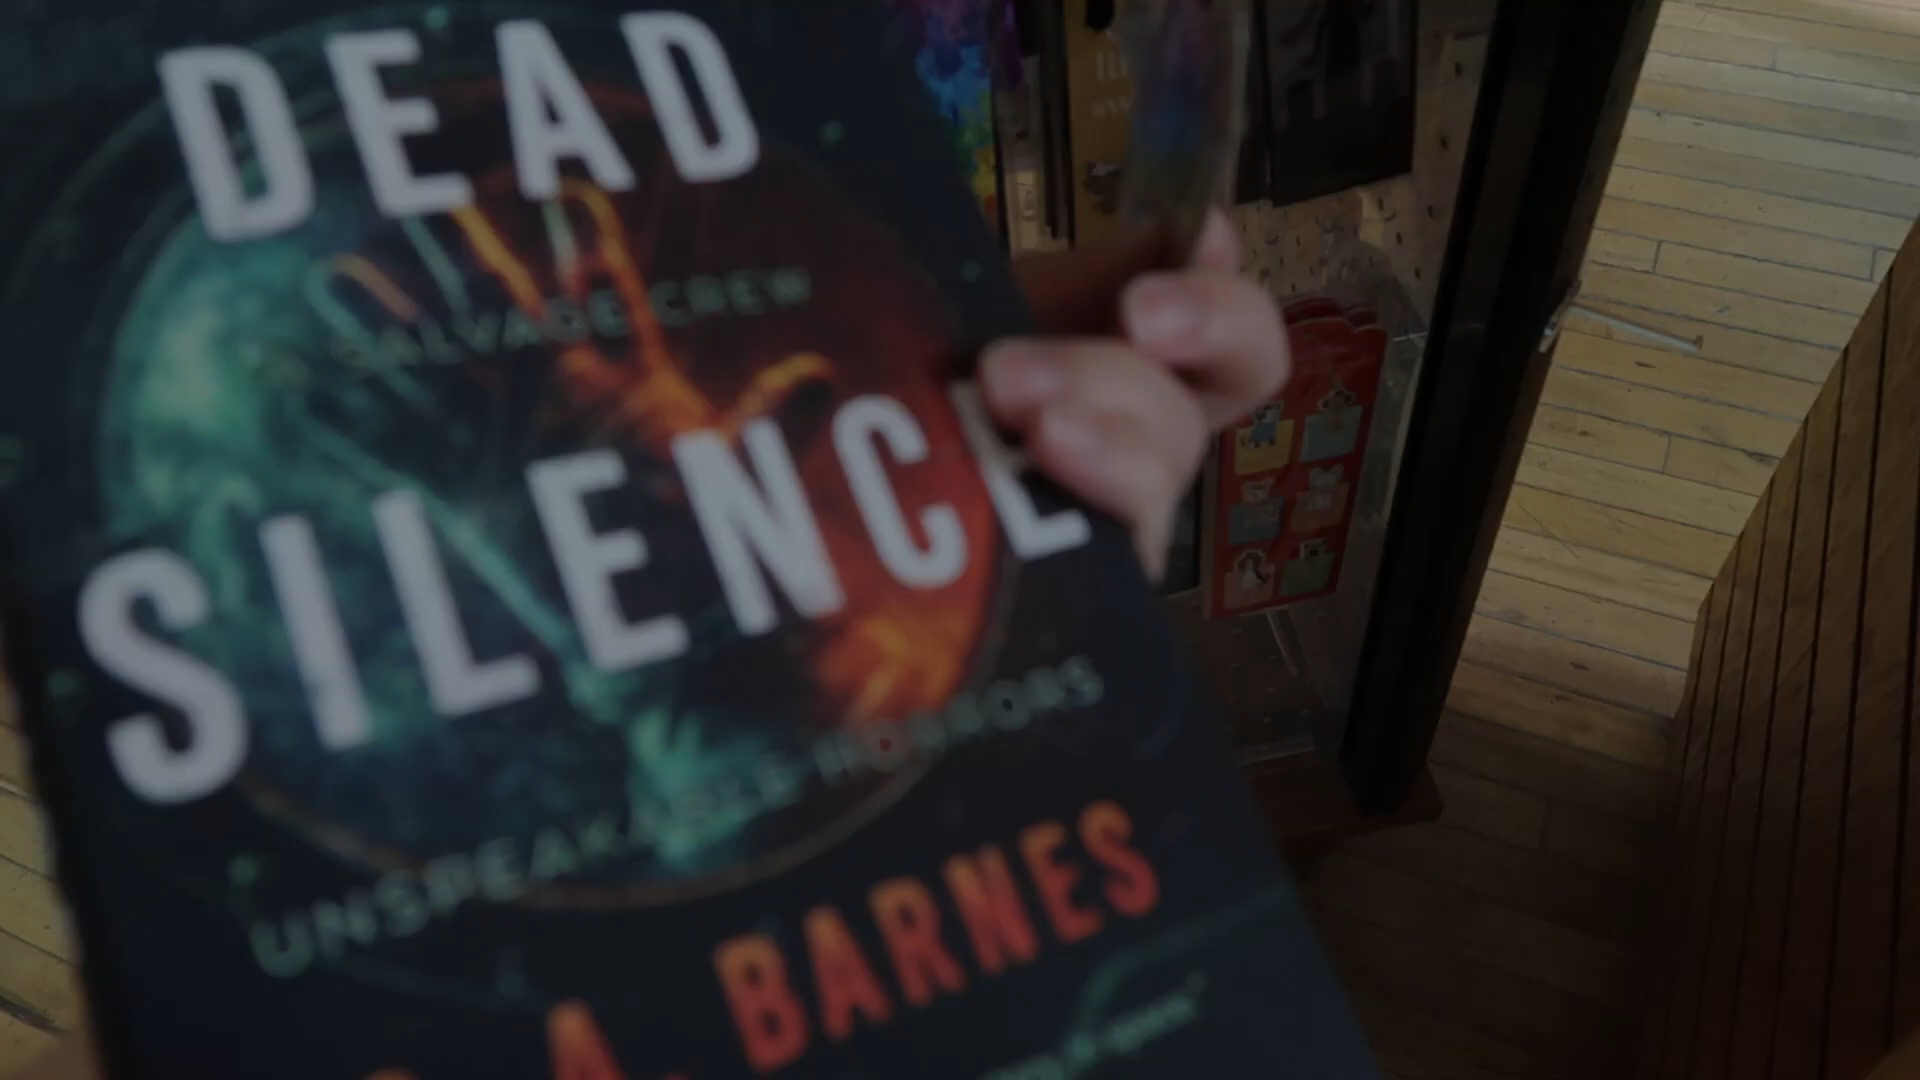 DEAD
SALVAGE CREW
SILENCE
UNSPEAKABLE HORRORS
A. BARNES